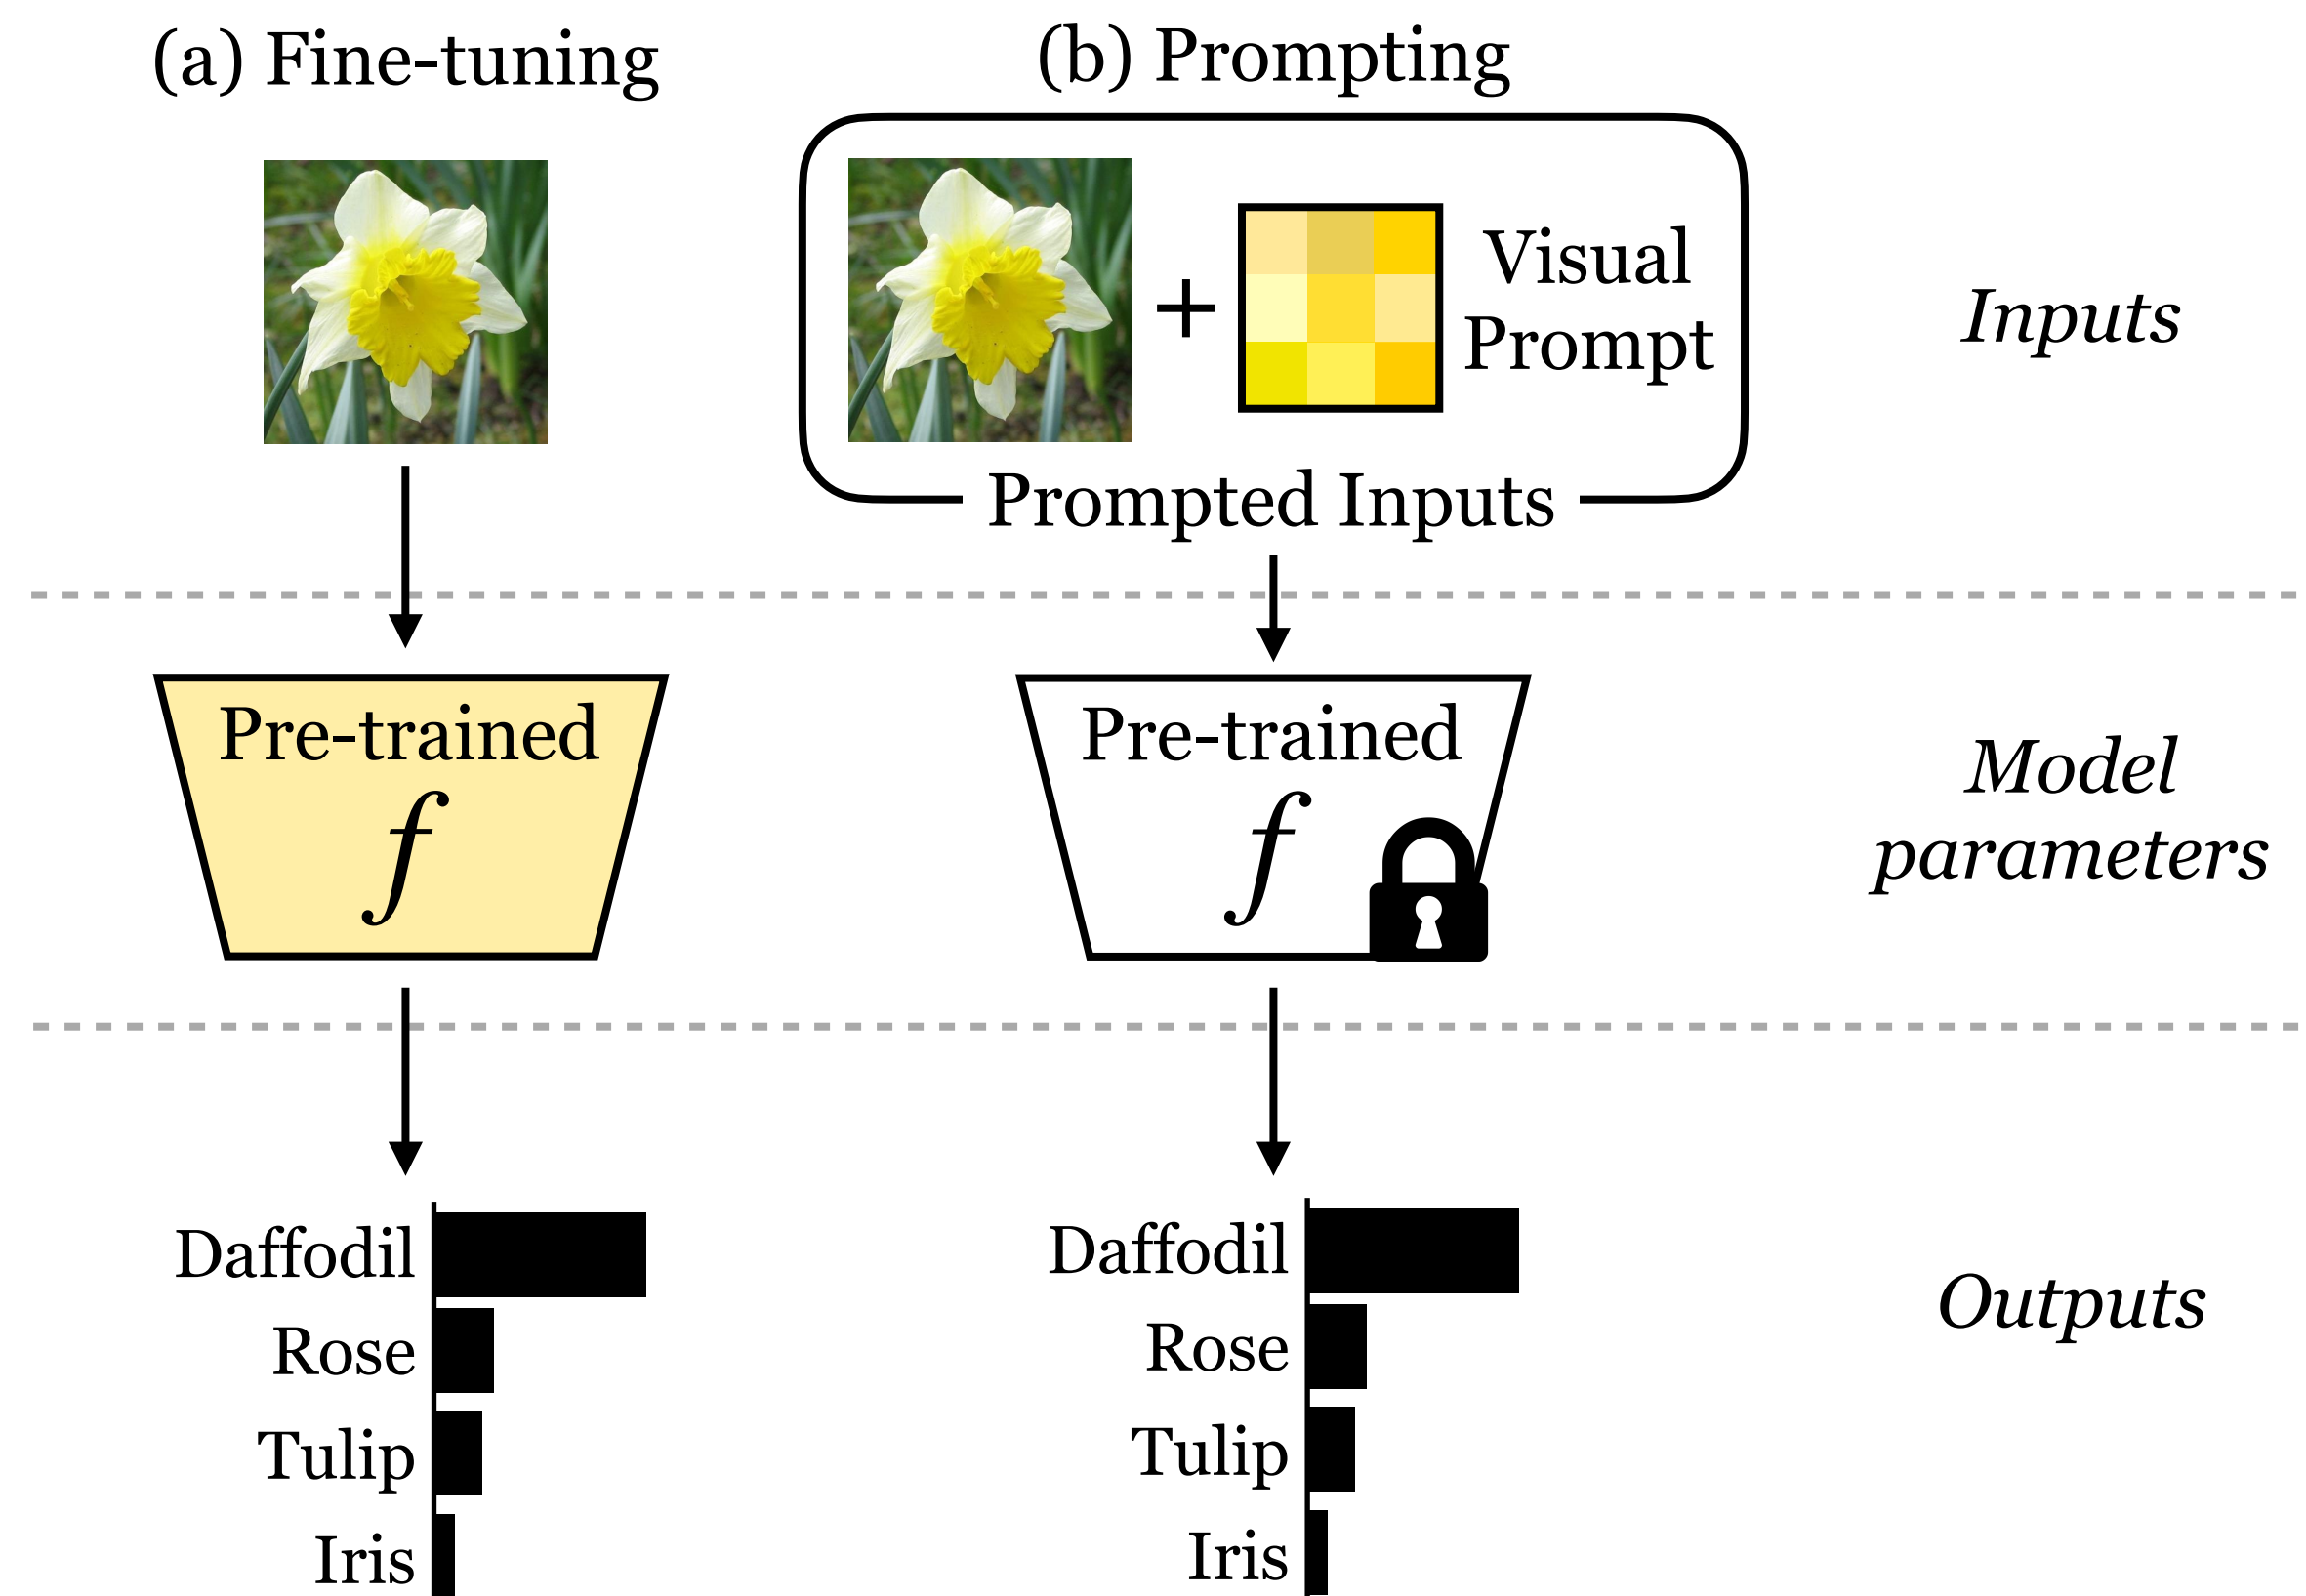 (a) Fine-tuning
(b) Prompting
Visual
Prompt
Inputs
Prompted Inputs
Pre-trained
f
Pre-trained
f
Model
parameters
Daffodil
Rose
Tulip
Iris
Daffodil
Rose
Tulip
Iris
Outputs